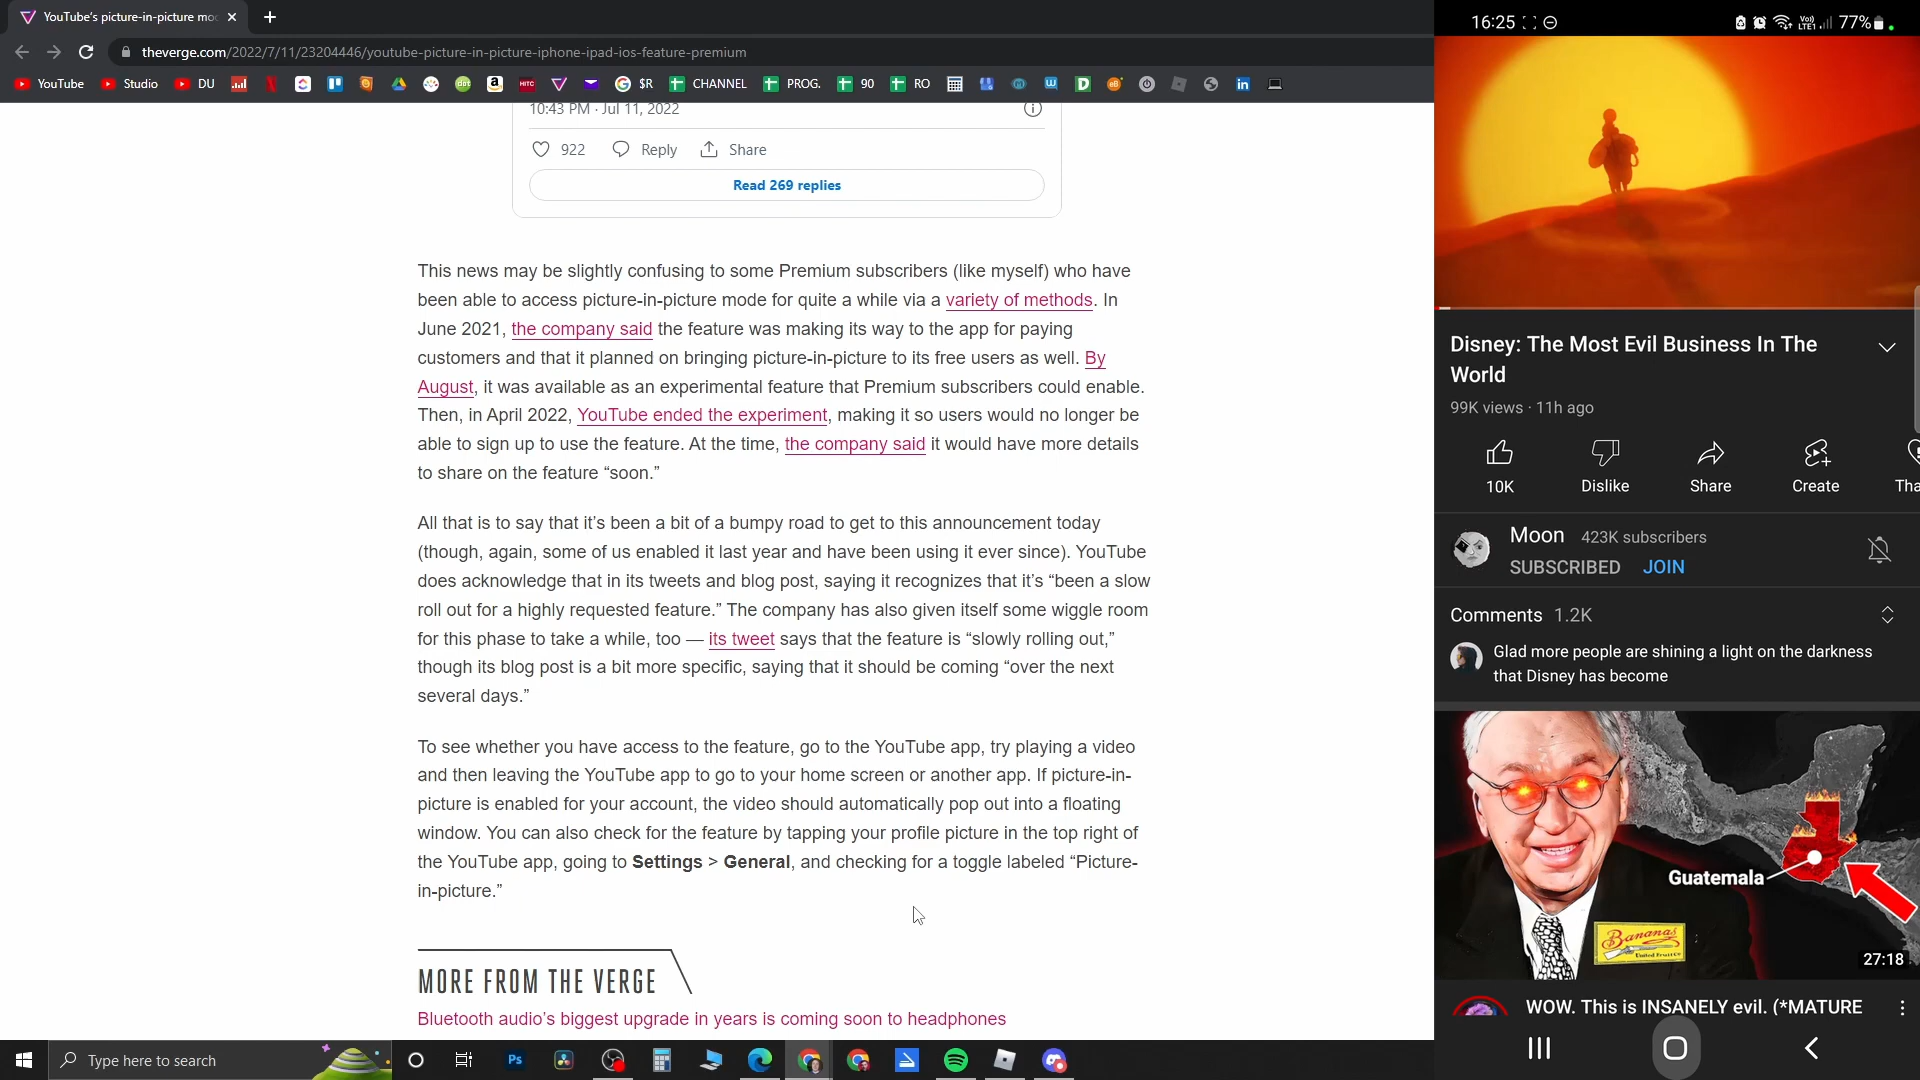 YouTube's picture-in-picture mo
theverge.com/2022/7/11/23204446/youtube-picture-in-picture-iphone-ipad-ios-feature-premium
YouTube Studio DU $R CHANNEL PROG. 90 RO
10:43 PM · Jul 11, 2022
922 Reply Share
Read 269 replies
This news may be slightly confusing to some Premium subscribers (like myself) who have
been able to access picture-in-picture mode for quite a while via a variety of methods. In
June 2021, the company said the feature was making its way to the app for paying
customers and that it planned on bringing picture-in-picture to its free users as well. By
August, it was available as an experimental feature that Premium subscribers could enable.
Then, in April 2022, YouTube ended the experiment, making it so users would no longer be
able to sign up to use the feature. At the time, the company said it would have more details
to share on the feature “soon.”
All that is to say that it’s been a bit of a bumpy road to get to this announcement today
(though, again, some of us enabled it last year and have been using it ever since). YouTube
does acknowledge that in its tweets and blog post, saying it recognizes that it’s “been a slow
roll out for a highly requested feature.” The company has also given itself some wiggle room
for this phase to take a while, too — its tweet says that the feature is “slowly rolling out,”
though its blog post is a bit more specific, saying that it should be coming “over the next
several days.”
To see whether you have access to the feature, go to the YouTube app, try playing a video
and then leaving the YouTube app to go to your home screen or another app. If picture-in-
picture is enabled for your account, the video should automatically pop out into a floating
window. You can also check for the feature by tapping your profile picture in the top right of
the YouTube app, going to Settings > General, and checking for a toggle labeled “Picture-
in-picture.”
MORE FROM THE VERGE
Bluetooth audio’s biggest upgrade in years is coming soon to headphones
Type here to search
16:25
77%
Disney: The Most Evil Business In The
World
99K views · 11h ago
10K Dislike Share Create Tha
Moon 423K subscribers
SUBSCRIBED JOIN
Comments 1.2K
Glad more people are shining a light on the darkness
that Disney has become
Guatemala
Bananas
United Fruit Co
27:18
WOW. This is INSANELY evil. (*MATURE